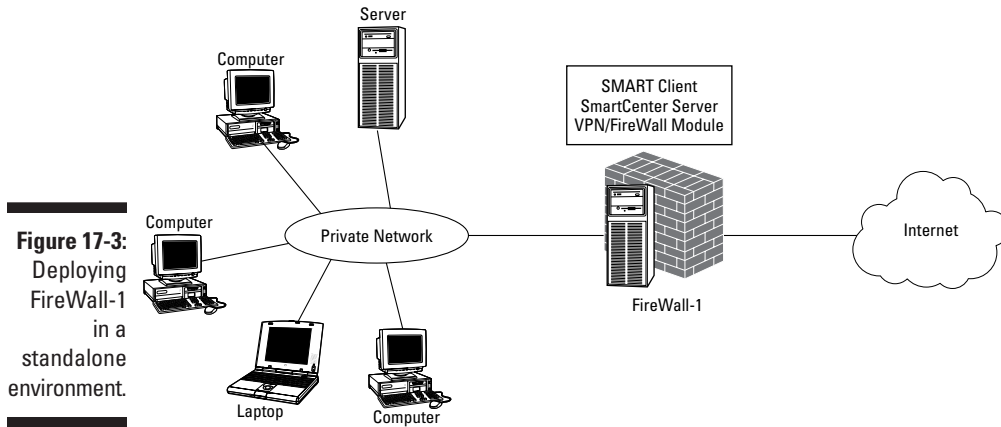 Server
Computer
SMART Client
SmartCenter Server
VPN/FireWall Module
Computer
Private Network
Internet
FireWall-1
Laptop
Computer
Figure 17-3:
Deploying
FireWall-1
in a
standalone
environment.